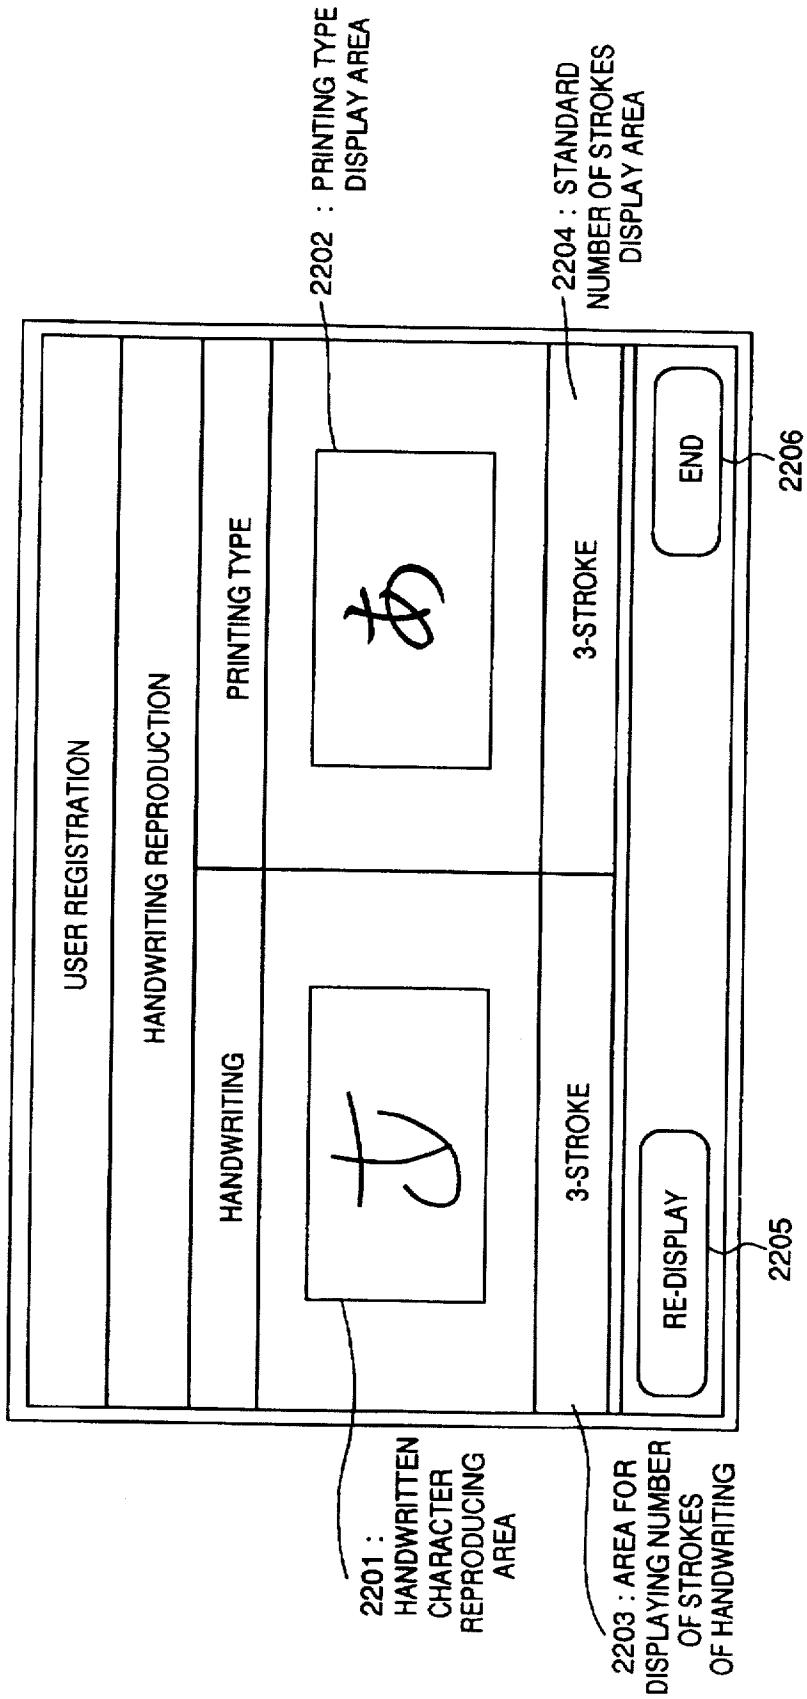 USER REGISTRATION
HANDWRITING REPRODUCTION
HANDWRITING
PRINTING TYPE
あ
3-STROKE
3-STROKE
RE-DISPLAY
END
2201 :
HANDWRITTEN
CHARACTER
REPRODUCING
AREA
2202 : PRINTING TYPE
DISPLAY AREA
2203 : AREA FOR
DISPLAYING NUMBER
OF STROKES
OF HANDWRITING
2204 : STANDARD
NUMBER OF STROKES
DISPLAY AREA
2205
2206